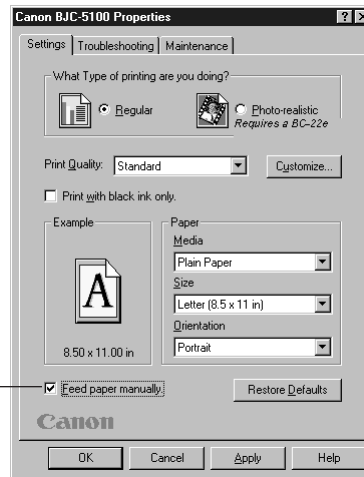 Canon BJC-5100 Properties
Settings Troubleshooting Maintenance
What Type of printing are you doing?
Regular
Photo-realistic
Requires a BC-22e
Print Quality: Standard Customize...
Print with black ink only.
Example
A
8.50 x 11.00 in
Paper
Media
Plain Paper
Size
Letter (8.5 x 11 in)
Orientation
Portrait
Feed paper manually. Restore Defaults
Canon
OK Cancel Apply Help